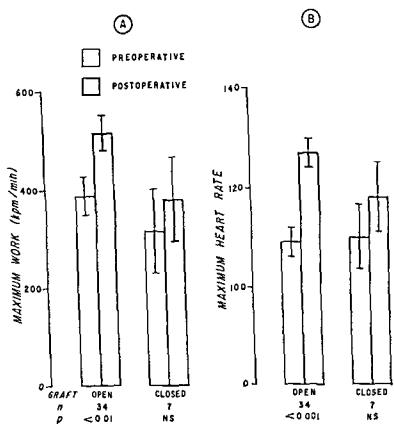 A
B
PREOPERATIVE
POSTOPERATIVE
MAXIMUM WORK (kpm/min)
600
400
200
0
MAXIMUM HEART RATE
140
120
100
0
GRAFT OPEN CLOSED
n 34 7
p <0 01 NS
OPEN CLOSED
34 7
<0 001 NS